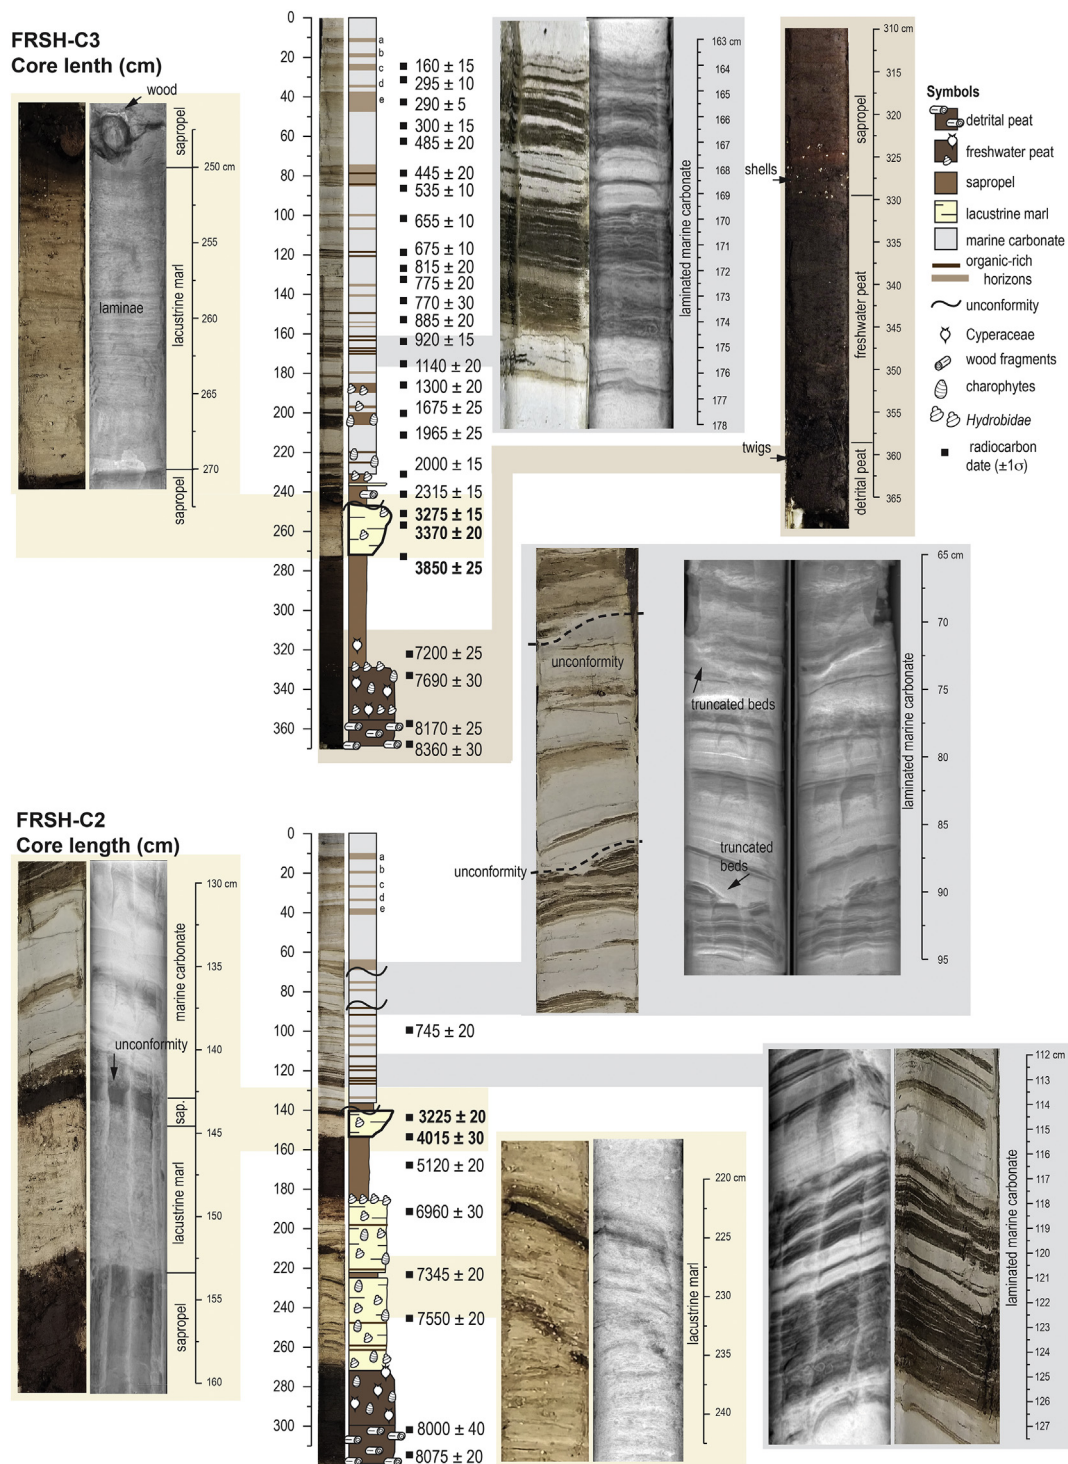 FRSH-C3
Core lenth (cm)
wood
sapropel
250 cm
255
260
265
270
lacustrine marl
laminae
sapropel
0
20
40
60
80
100
120
140
160
180
200
220
240
260
280
300
320
340
360
a
b
c
d
e
160 ± 15
295 ± 10
290 ± 5
300 ± 15
485 ± 20
445 ± 20
535 ± 10
655 ± 10
675 ± 10
815 ± 20
775 ± 20
770 ± 30
885 ± 20
920 ± 15
1140 ± 20
1300 ± 20
1675 ± 25
1965 ± 25
2000 ± 15
2315 ± 15
3275 ± 15
3370 ± 20
3850 ± 25
7200 ± 25
7690 ± 30
8170 ± 25
8360 ± 30
laminated marine carbonate
163 cm
164
165
166
167
168
169
170
171
172
173
174
175
176
177
178
shells
twigs
sapropel
freshwater peat
detrital peat
310 cm
315
320
325
330
335
340
345
350
355
360
365
Symbols
detrital peat
freshwater peat
sapropel
lacustrine marl
marine carbonate
organic-rich
horizons
unconformity
Cyperaceae
wood fragments
charophytes
Hydrobidae
radiocarbon
date (±1σ)
unconformity
unconformity
truncated beds
truncated
beds
laminated marine carbonate
65 cm
70
75
80
85
90
95
FRSH-C2
Core length (cm)
130 cm
135
140
145
150
155
160
marine carbonate
unconformity
sap.
lacustrine marl
sapropel
0
20
40
60
80
100
120
140
160
180
200
220
240
260
280
300
a
b
c
d
e
745 ± 20
3225 ± 20
4015 ± 30
5120 ± 20
6960 ± 30
7345 ± 20
7550 ± 20
8000 ± 40
8075 ± 20
lacustrine marl
220 cm
225
230
235
240
laminated marine carbonate
112 cm
113
114
115
116
117
118
119
120
121
122
123
124
125
126
127